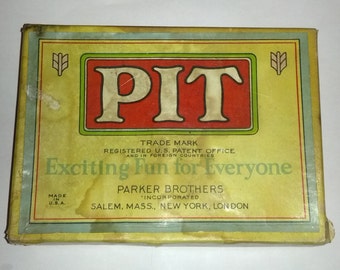 PIT
TRADE MARK
REGISTERED U.S. PATENT OFFICE
AND IN FOREIGN COUNTRIES
Exciting Fun for Everyone
PARKER BROTHERS
INCORPORATED
SALEM, MASS., NEW YORK, LONDON
MADE
IN
U.S.A.